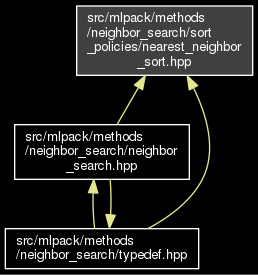 src/mlpack/methods
/neighbor_search/sort
_policies/nearest_neighbor
_sort.hpp
src/mlpack/methods
/neighbor_search/neighbor
_search.hpp
src/mlpack/methods
/neighbor_search/typedef.hpp